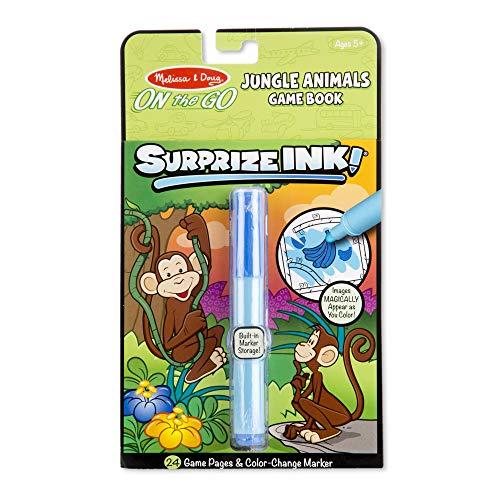 Ages 5+
Melissa & Doug
ON the GO
JUNGLE ANIMALS
GAME BOOK
SURPRIZE INK!®
Images
MAGICALLY
Appear as
You Color!
Built-in
Marker
Storage!
24 Game Pages & Color-Change Marker